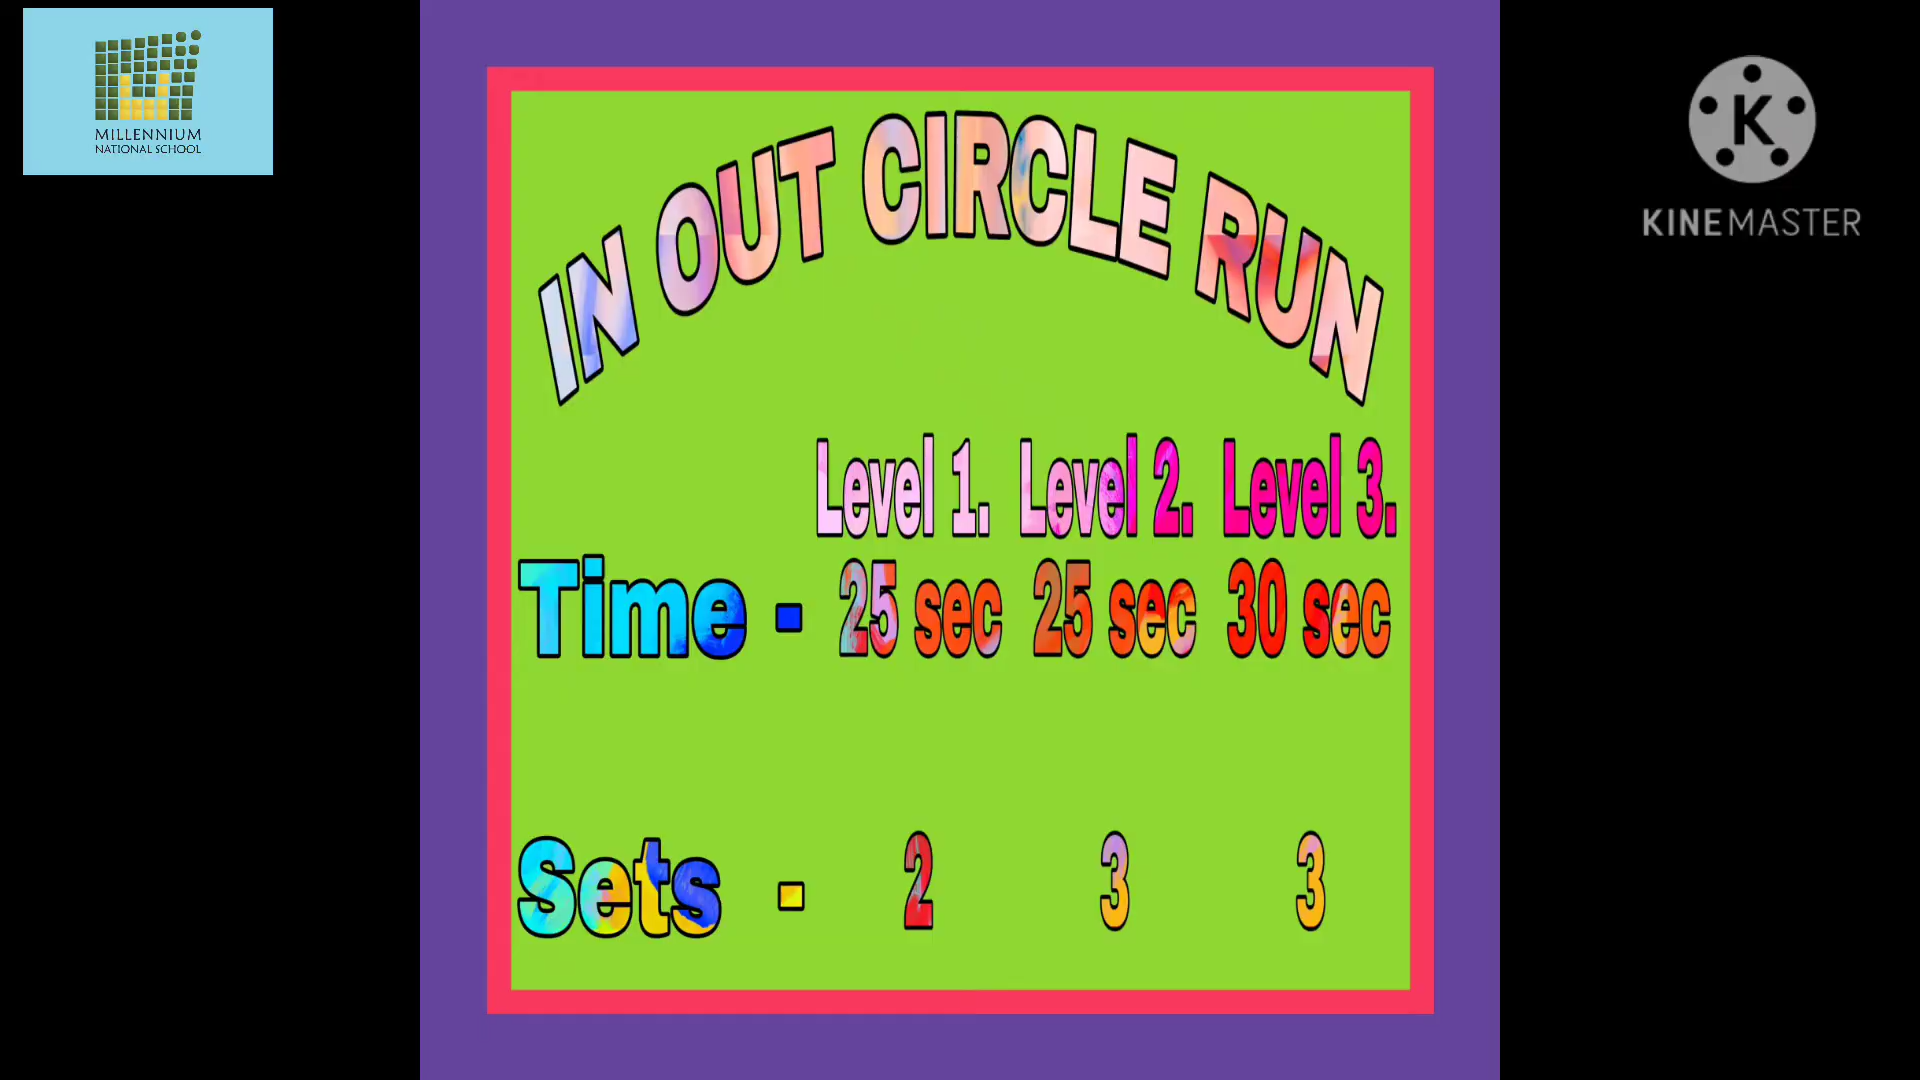 MILLENNIUM
NATIONAL SCHOOL
K
KINEMASTER
IN OUT CIRCLE RUN
Level 1. Level 2. Level 3.
Time - 25 sec 25 sec 30 sec
Sets - 2 3 3